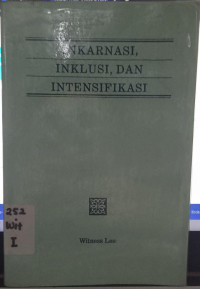 INKARNASI,
INKLUSI, DAN
INTENSIFIKASI
252
Wit
I
Witness Lee